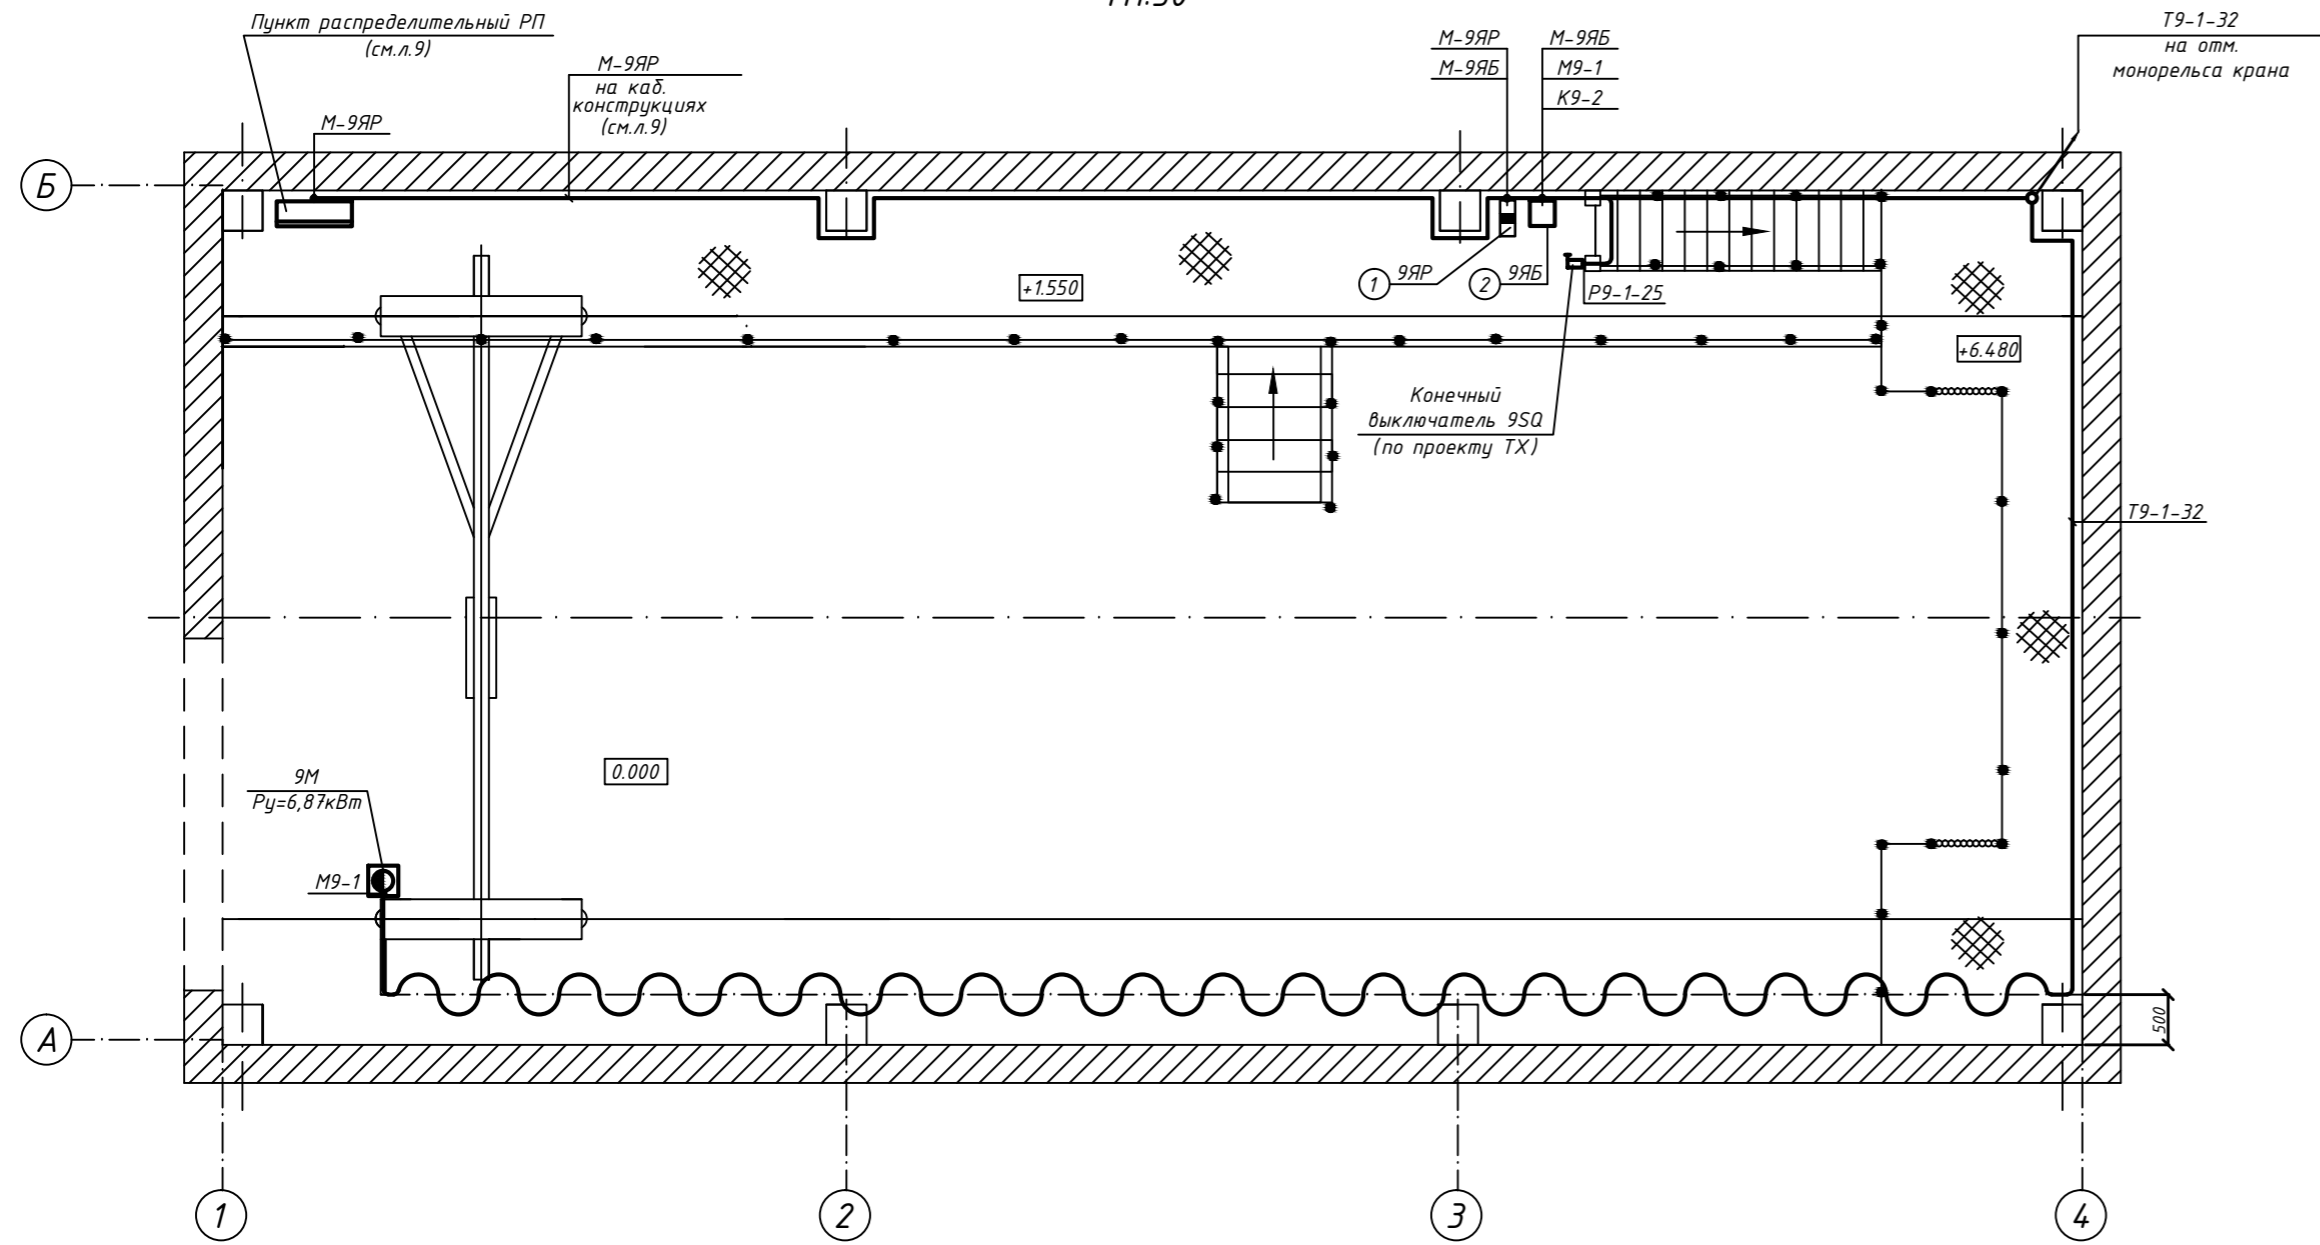 Пункт распределительный РП
(см.л.9)
М-9ЯР
на каб.
конструкциях
(см.л.9)
М-9ЯР
М-9ЯР
М-9ЯБ
М-9ЯБ
М9-1
К9-2
Т9-1-32
на отм.
монорельса крана
Б
+1.550
1 9ЯР
2 9ЯБ
Р9-1-25
+6.480
Конечный
выключатель 9SQ
(по проекту ТХ)
Т9-1-32
0.000
9М
Ру=6,87кВт
М9-1
500
А
1
2
3
4